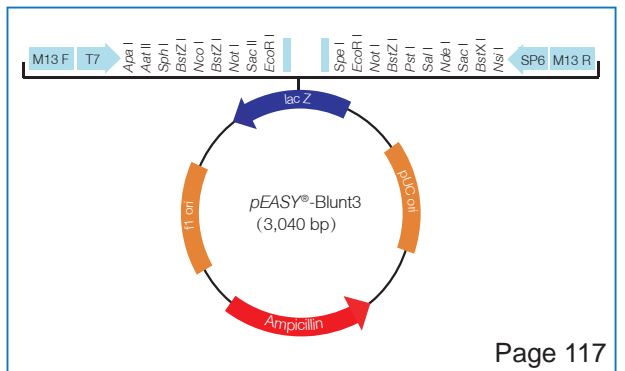 M13 F
T7
Apa I
Aat II
Sph I
BstZ I
Nco I
BstZ I
Not I
Sac II
EcoR I
Spe I
EcoR I
Not I
BstZ I
Pst I
Sal I
Nde I
Sac I
BstX I
Nsi I
SP6
M13 R
lac Z
f1 ori
pUC ori
pEASY®-Blunt3
(3,040 bp)
Ampicillin
Page 117